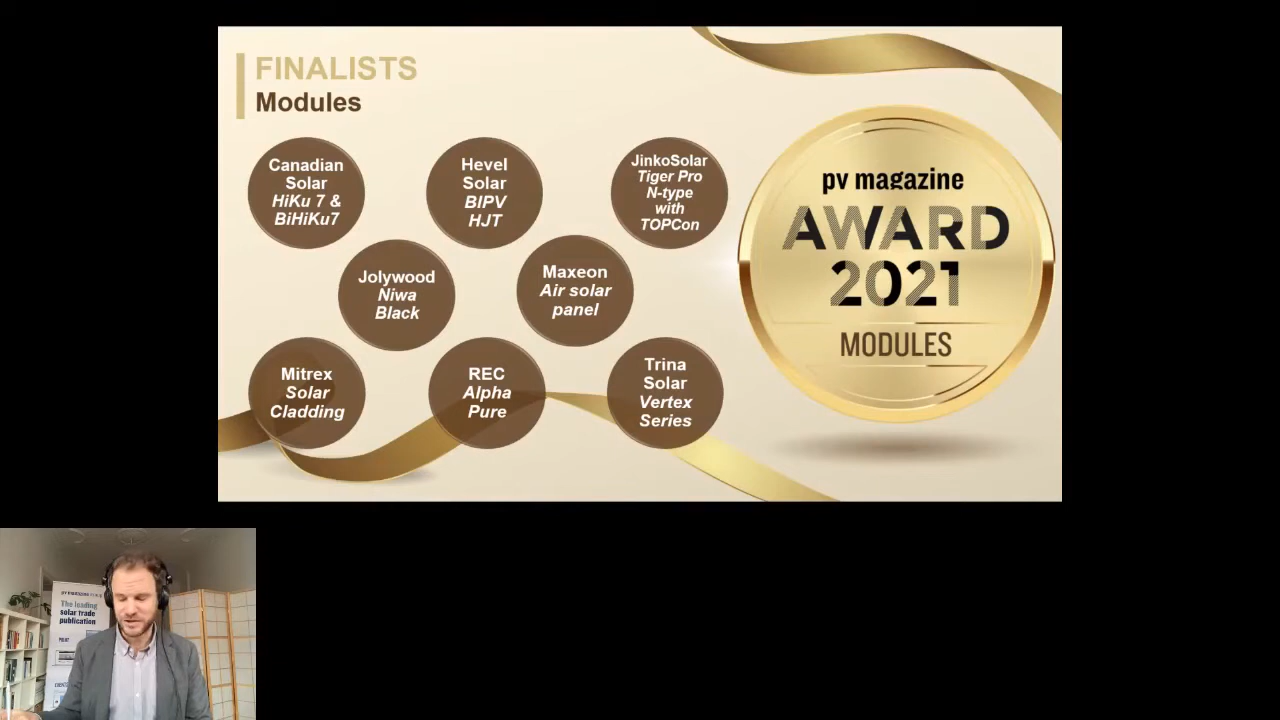 FINALISTS
Modules
Canadian
Solar
HiKu 7 &
BiHiKu7
Hevel
Solar
BIPV
HJT
JinkoSolar
Tiger Pro
N-type
with
TOPCon
Jolywood
Niwa
Black
Maxeon
Air solar
panel
Mitrex
Solar
Cladding
REC
Alpha
Pure
Trina
Solar
Vertex
Series
pv magazine
AWARD
2021
MODULES
pv magazine
The leading
solar trade
publication